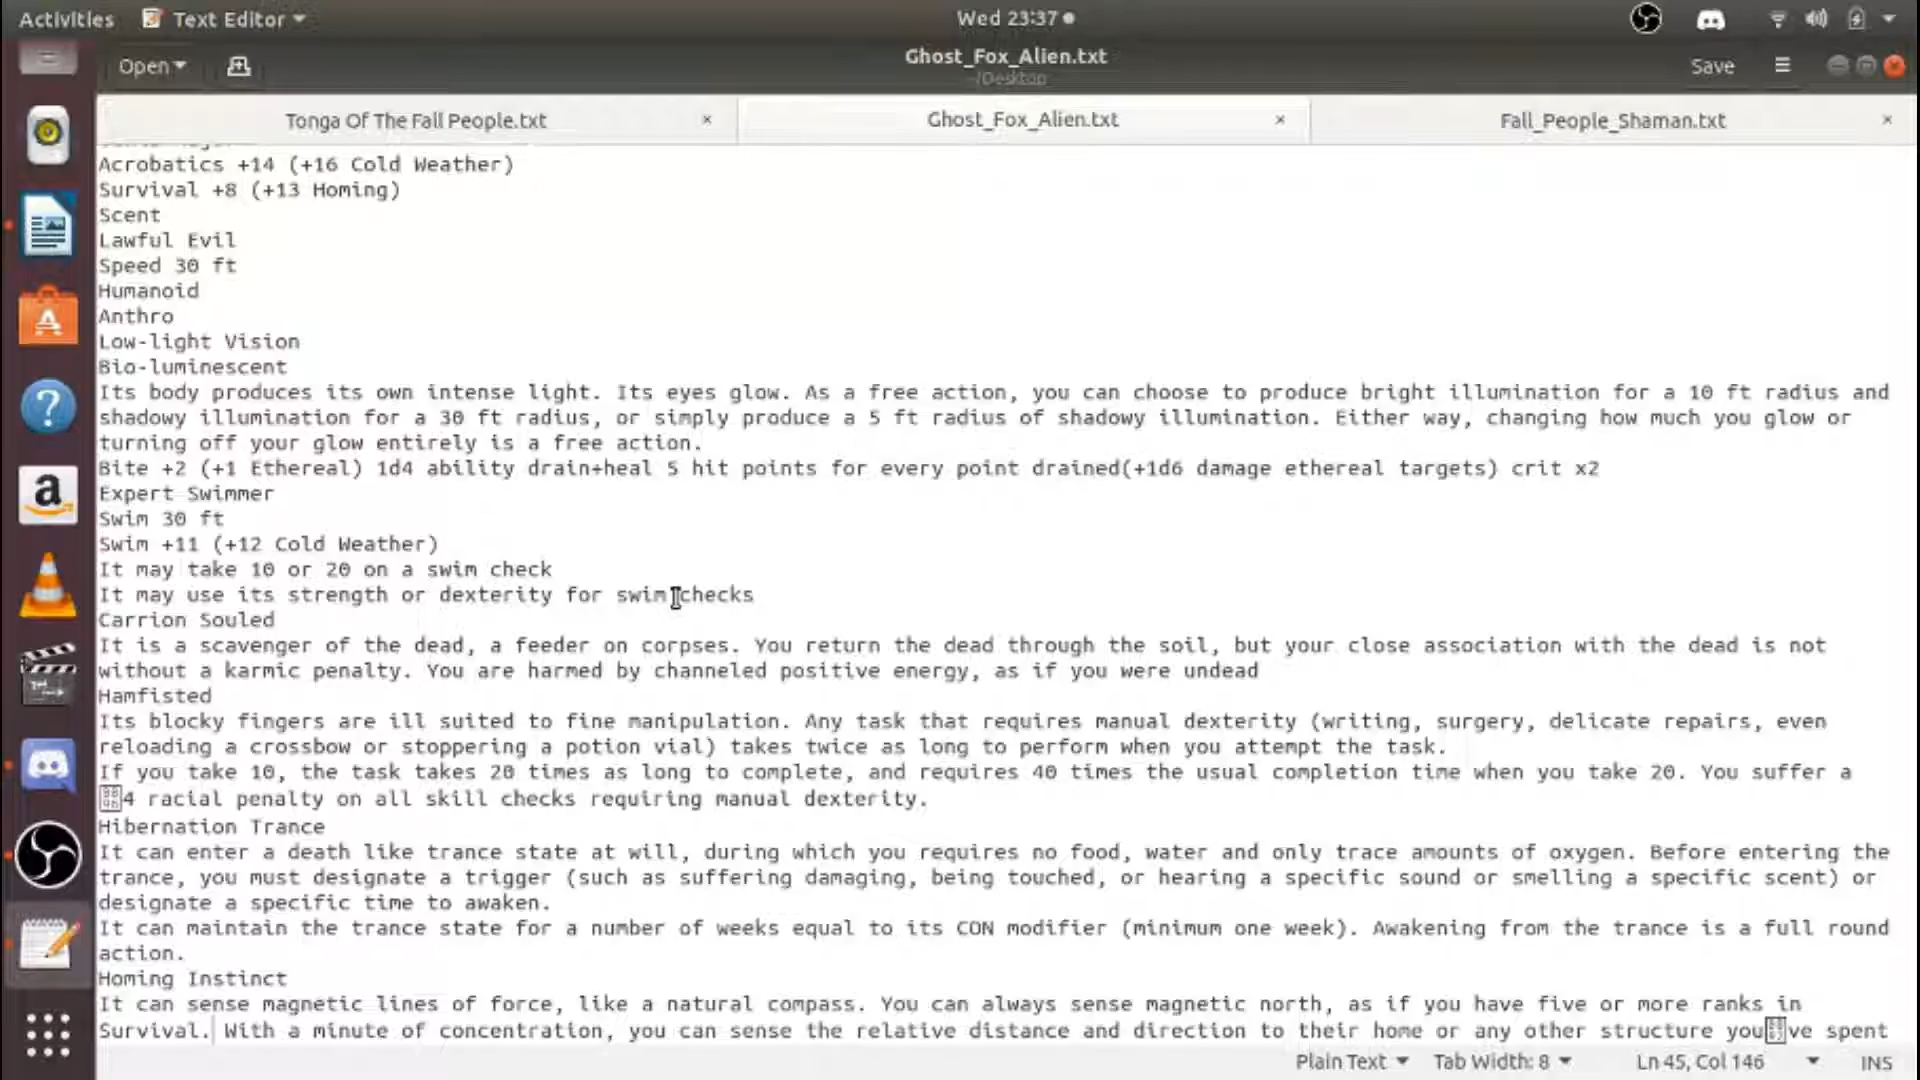 Activities Text Editor Wed 23:37
Open Ghost_Fox_Alien.txt Save
~/Desktop
Tonga Of The Fall People.txt × Ghost_Fox_Alien.txt × Fall_People_Shaman.txt ×
Acrobatics +14 (+16 Cold Weather)
Survival +8 (+13 Homing)
Scent
Lawful Evil
Speed 30 ft
Humanoid
Anthro
Low-light Vision
Bio-luminescent
Its body produces its own intense light. Its eyes glow. As a free action, you can choose to produce bright illumination for a 10 ft radius and
shadowy illumination for a 30 ft radius, or simply produce a 5 ft radius of shadowy illumination. Either way, changing how much you glow or
turning off your glow entirely is a free action.
Bite +2 (+1 Ethereal) 1d4 ability drain+heal 5 hit points for every point drained(+1d6 damage ethereal targets) crit x2
Expert Swimmer
Swim 30 ft
Swim +11 (+12 Cold Weather)
It may take 10 or 20 on a swim check
It may use its strength or dexterity for swim checks
Carrion Souled
It is a scavenger of the dead, a feeder on corpses. You return the dead through the soil, but your close association with the dead is not
without a karmic penalty. You are harmed by channeled positive energy, as if you were undead
Hamfisted
Its blocky fingers are ill suited to fine manipulation. Any task that requires manual dexterity (writing, surgery, delicate repairs, even
reloading a crossbow or stoppering a potion vial) takes twice as long to perform when you attempt the task.
If you take 10, the task takes 20 times as long to complete, and requires 40 times the usual completion time when you take 20. You suffer a
4 racial penalty on all skill checks requiring manual dexterity.
Hibernation Trance
It can enter a death like trance state at will, during which you requires no food, water and only trace amounts of oxygen. Before entering the
trance, you must designate a trigger (such as suffering damaging, being touched, or hearing a specific sound or smelling a specific scent) or
designate a specific time to awaken.
It can maintain the trance state for a number of weeks equal to its CON modifier (minimum one week). Awakening from the trance is a full round
action.
Homing Instinct
It can sense magnetic lines of force, like a natural compass. You can always sense magnetic north, as if you have five or more ranks in
Survival. With a minute of concentration, you can sense the relative distance and direction to their home or any other structure you ve spent
Plain Text Tab Width: 8 Ln 45, Col 146 INS